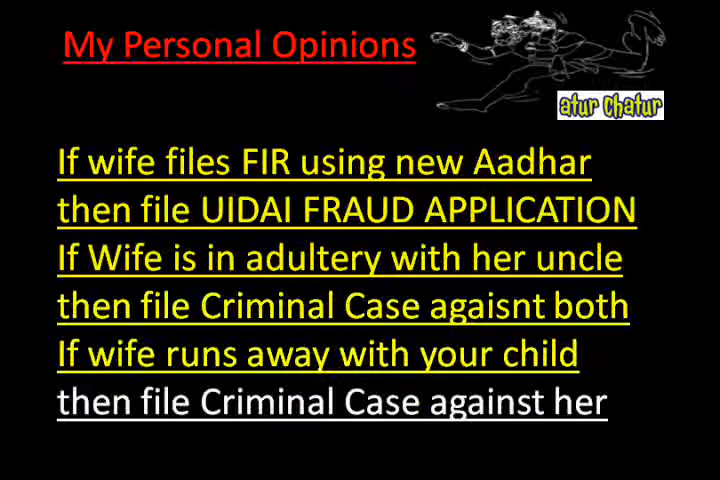 My Personal Opinions
atur Chatur
If wife files FIR using new Aadhar
then file UIDAI FRAUD APPLICATION
If Wife is in adultery with her uncle
then file Criminal Case agaisnt both
If wife runs away with your child
then file Criminal Case against her